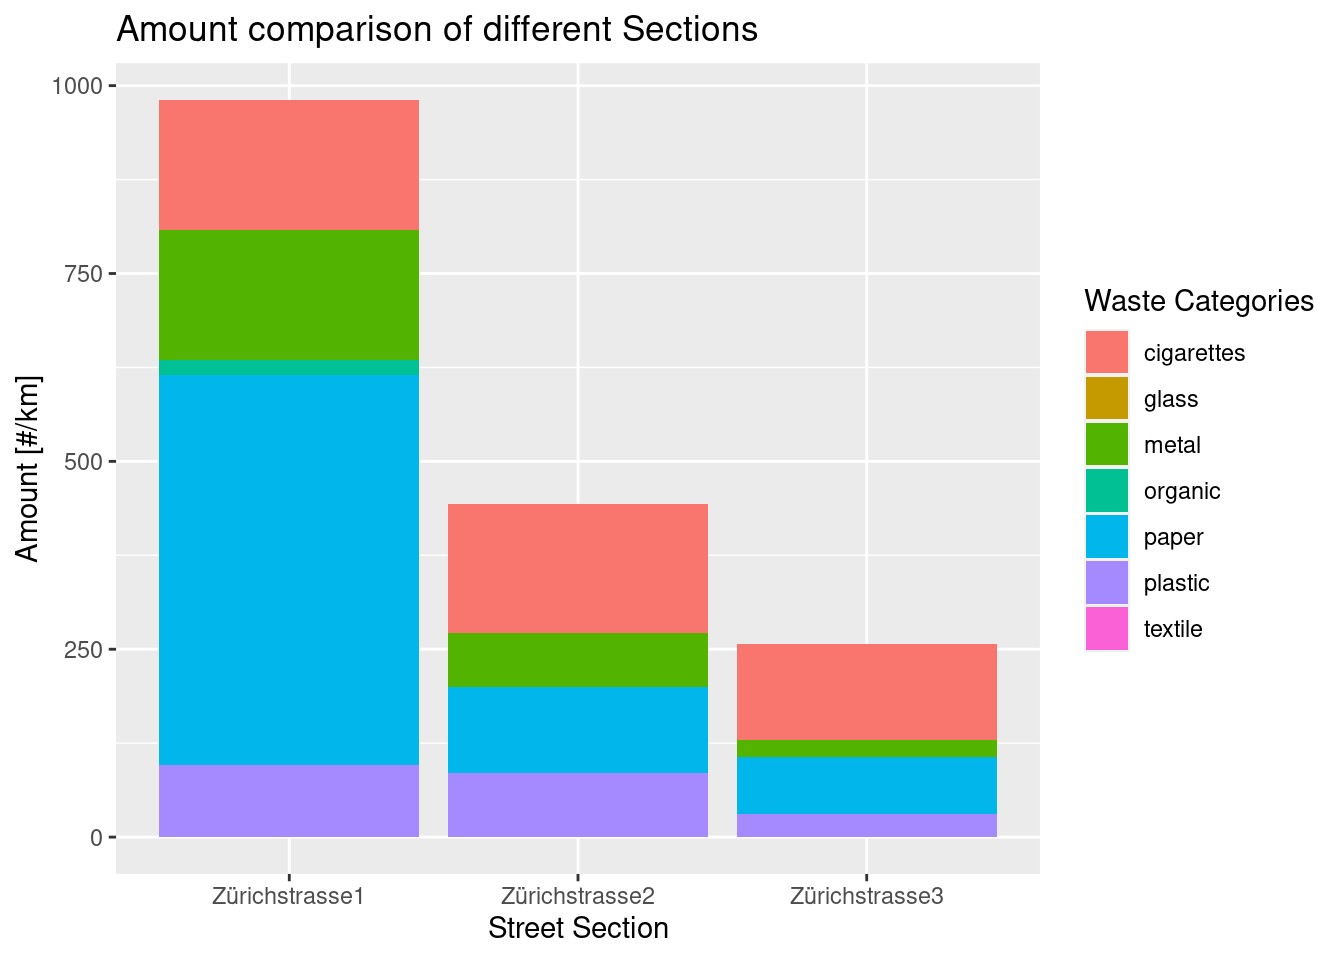 Amount comparison of different Sections
1000
750
500
250
0
Amount [#/km]
Zürichstrasse1
Zürichstrasse2
Zürichstrasse3
Street Section
Waste Categories
cigarettes
glass
metal
organic
paper
plastic
textile